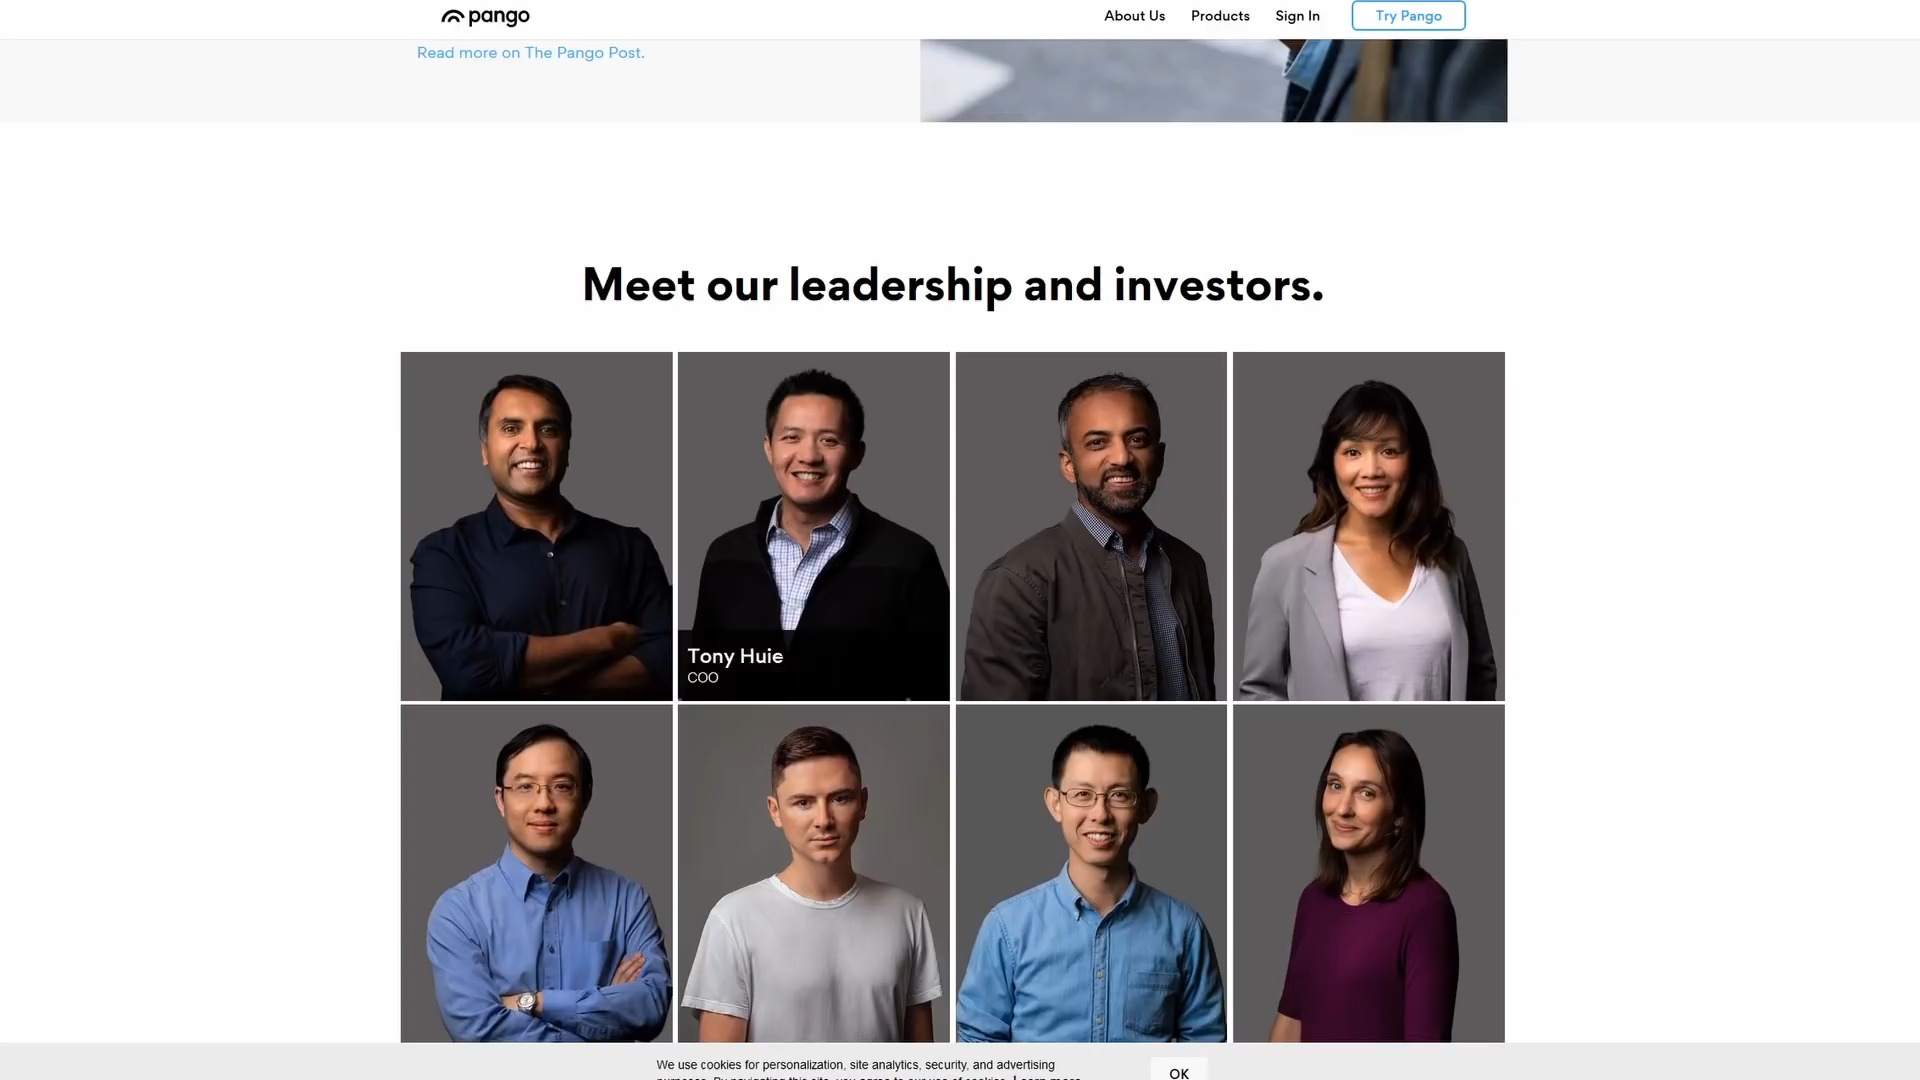 pango
About Us Products Sign In Try Pango
Read more on The Pango Post.
Meet our leadership and investors.
Tony Huie
COO
We use cookies for personalization, site analytics, security, and advertising
OK